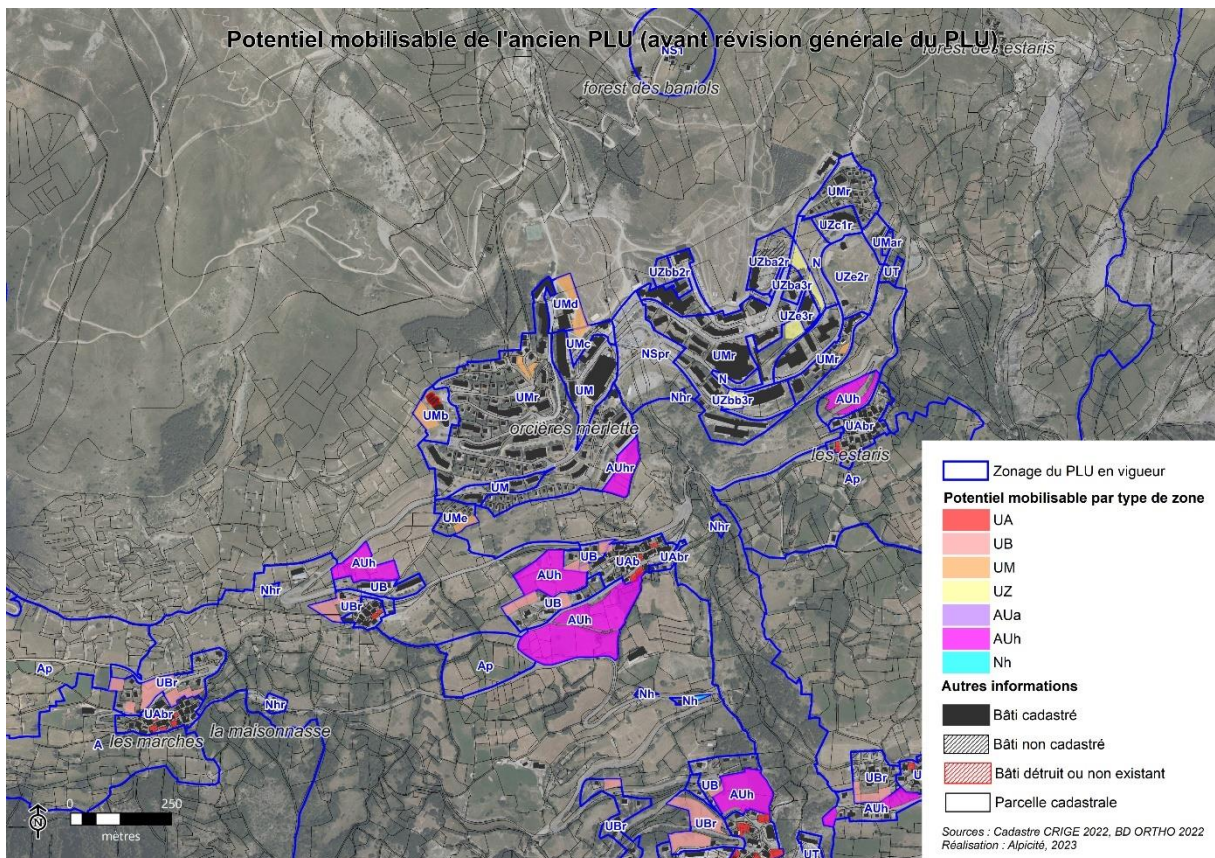 Potentiel mobilisable de l'ancien PLU (avant révision générale du PLU)
NS1
forest des estaris
forest des baniols
UMr
UZc1r
UMar
UZbb2r
UZba2r
N
UT
UZba3r
UZe2r
UMd
UZe3r
UMc
NSpr
UMr
UMr
UM
N
UMr
Nhr
UZbb3r
AUh
UMb
orcières merlette
UAbr
les estaris
AUhr
UM
Ap
UMe
Nhr
AUh
UB
UAb
UAbr
AUh
Nhr
UB
UB
UBr
AUh
Ap
Ap
UBr
Nh
Nh
Nhr
UAbr
la maisonnasse
A
les marches
UB
AUh
UBr
AUh
UBr
UBr
UT
0
250
mètres
N
Zonage du PLU en vigueur
Potentiel mobilisable par type de zone
UA
UB
UM
UZ
AUa
AUh
Nh
Autres informations
Bâti cadastré
Bâti non cadastré
Bâti détruit ou non existant
Parcelle cadastrale
Sources : Cadastre CRIGE 2022, BD ORTHO 2022
Réalisation : Alpicité, 2023